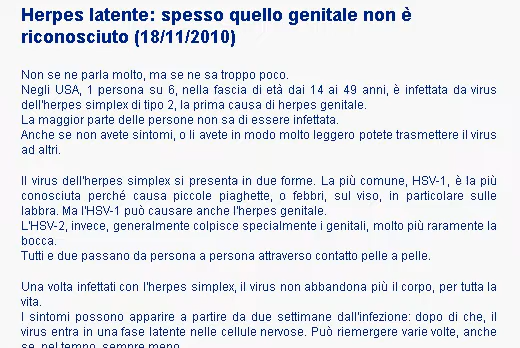 Herpes latente: spesso quello genitale non è
riconosciuto (18/11/2010)
Non se ne parla molto, ma se ne sa troppo poco.
Negli USA, 1 persona su 6, nella fascia di età dai 14 ai 49 anni, è infettata da virus
dell'herpes simplex di tipo 2, la prima causa di herpes genitale.
La maggior parte delle persone non sa di essere infettata.
Anche se non avete sintomi, o li avete in modo molto leggero potete trasmettere il virus
ad altri.
Il virus dell'herpes simplex si presenta in due forme. La più comune, HSV-1, è la più
conosciuta perché causa piccole piaghette, o febbri, sul viso, in particolare sulle
labbra. Ma l'HSV-1 può causare anche l'herpes genitale.
L'HSV-2, invece, generalmente colpisce specialmente i genitali, molto più raramente la
bocca.
Tutti e due passano da persona a persona attraverso contatto pelle a pelle.
Una volta infettati con l'herpes simplex, il virus non abbandona più il corpo, per tutta la
vita.
I sintomi possono apparire a partire da due settimane dall'infezione: dopo di che, il
virus entra in una fase latente nelle cellule nervose. Può riemergere varie volte, anche
se, nel tempo, sempre meno.